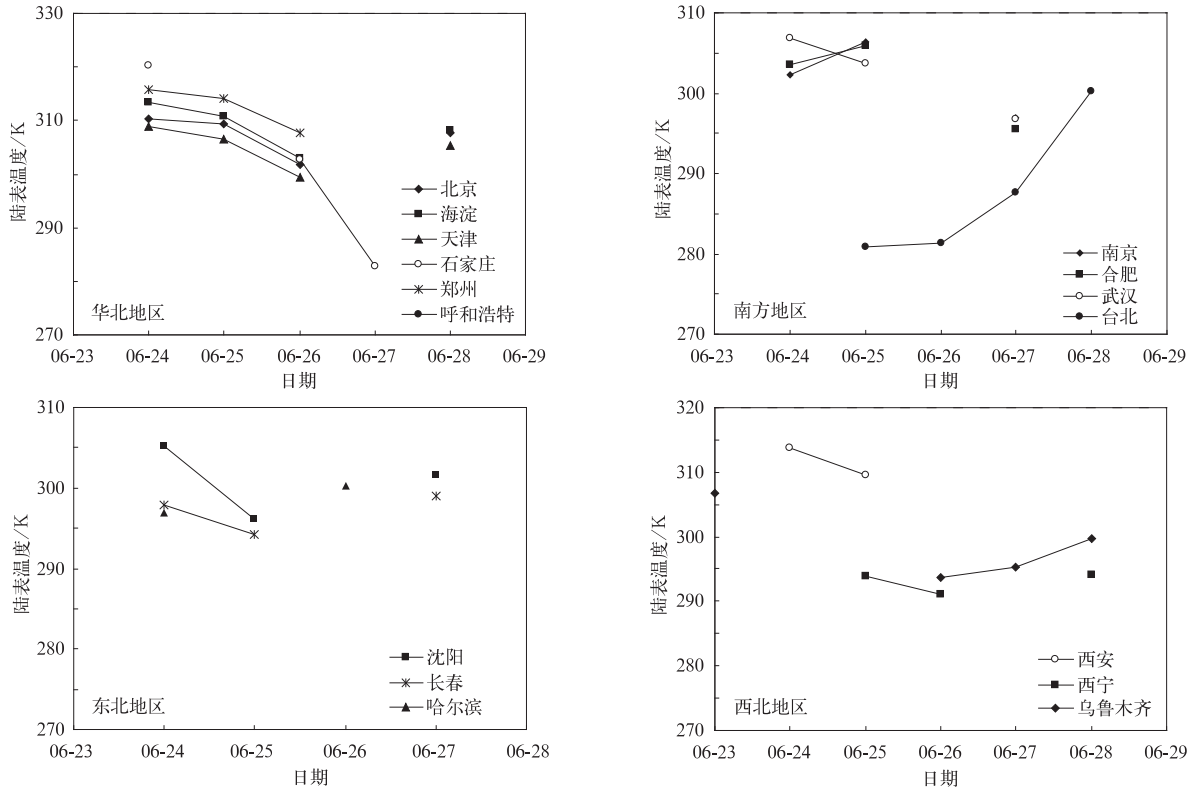 330
310
290
270
陆表温度/K
北京
海淀
天津
石家庄
郑州
呼和浩特
华北地区
06-23 06-24 06-25 06-26 06-27 06-28 06-29
日期
310
300
290
280
270
陆表温度/K
南京
合肥
武汉
台北
南方地区
06-23 06-24 06-25 06-26 06-27 06-28 06-29
日期
310
300
290
280
270
陆表温度/K
沈阳
长春
哈尔滨
东北地区
06-23 06-24 06-25 06-26 06-27 06-28
日期
320
310
300
290
280
270
陆表温度/K
西安
西宁
乌鲁木齐
西北地区
06-23 06-24 06-25 06-26 06-27 06-28 06-29
日期